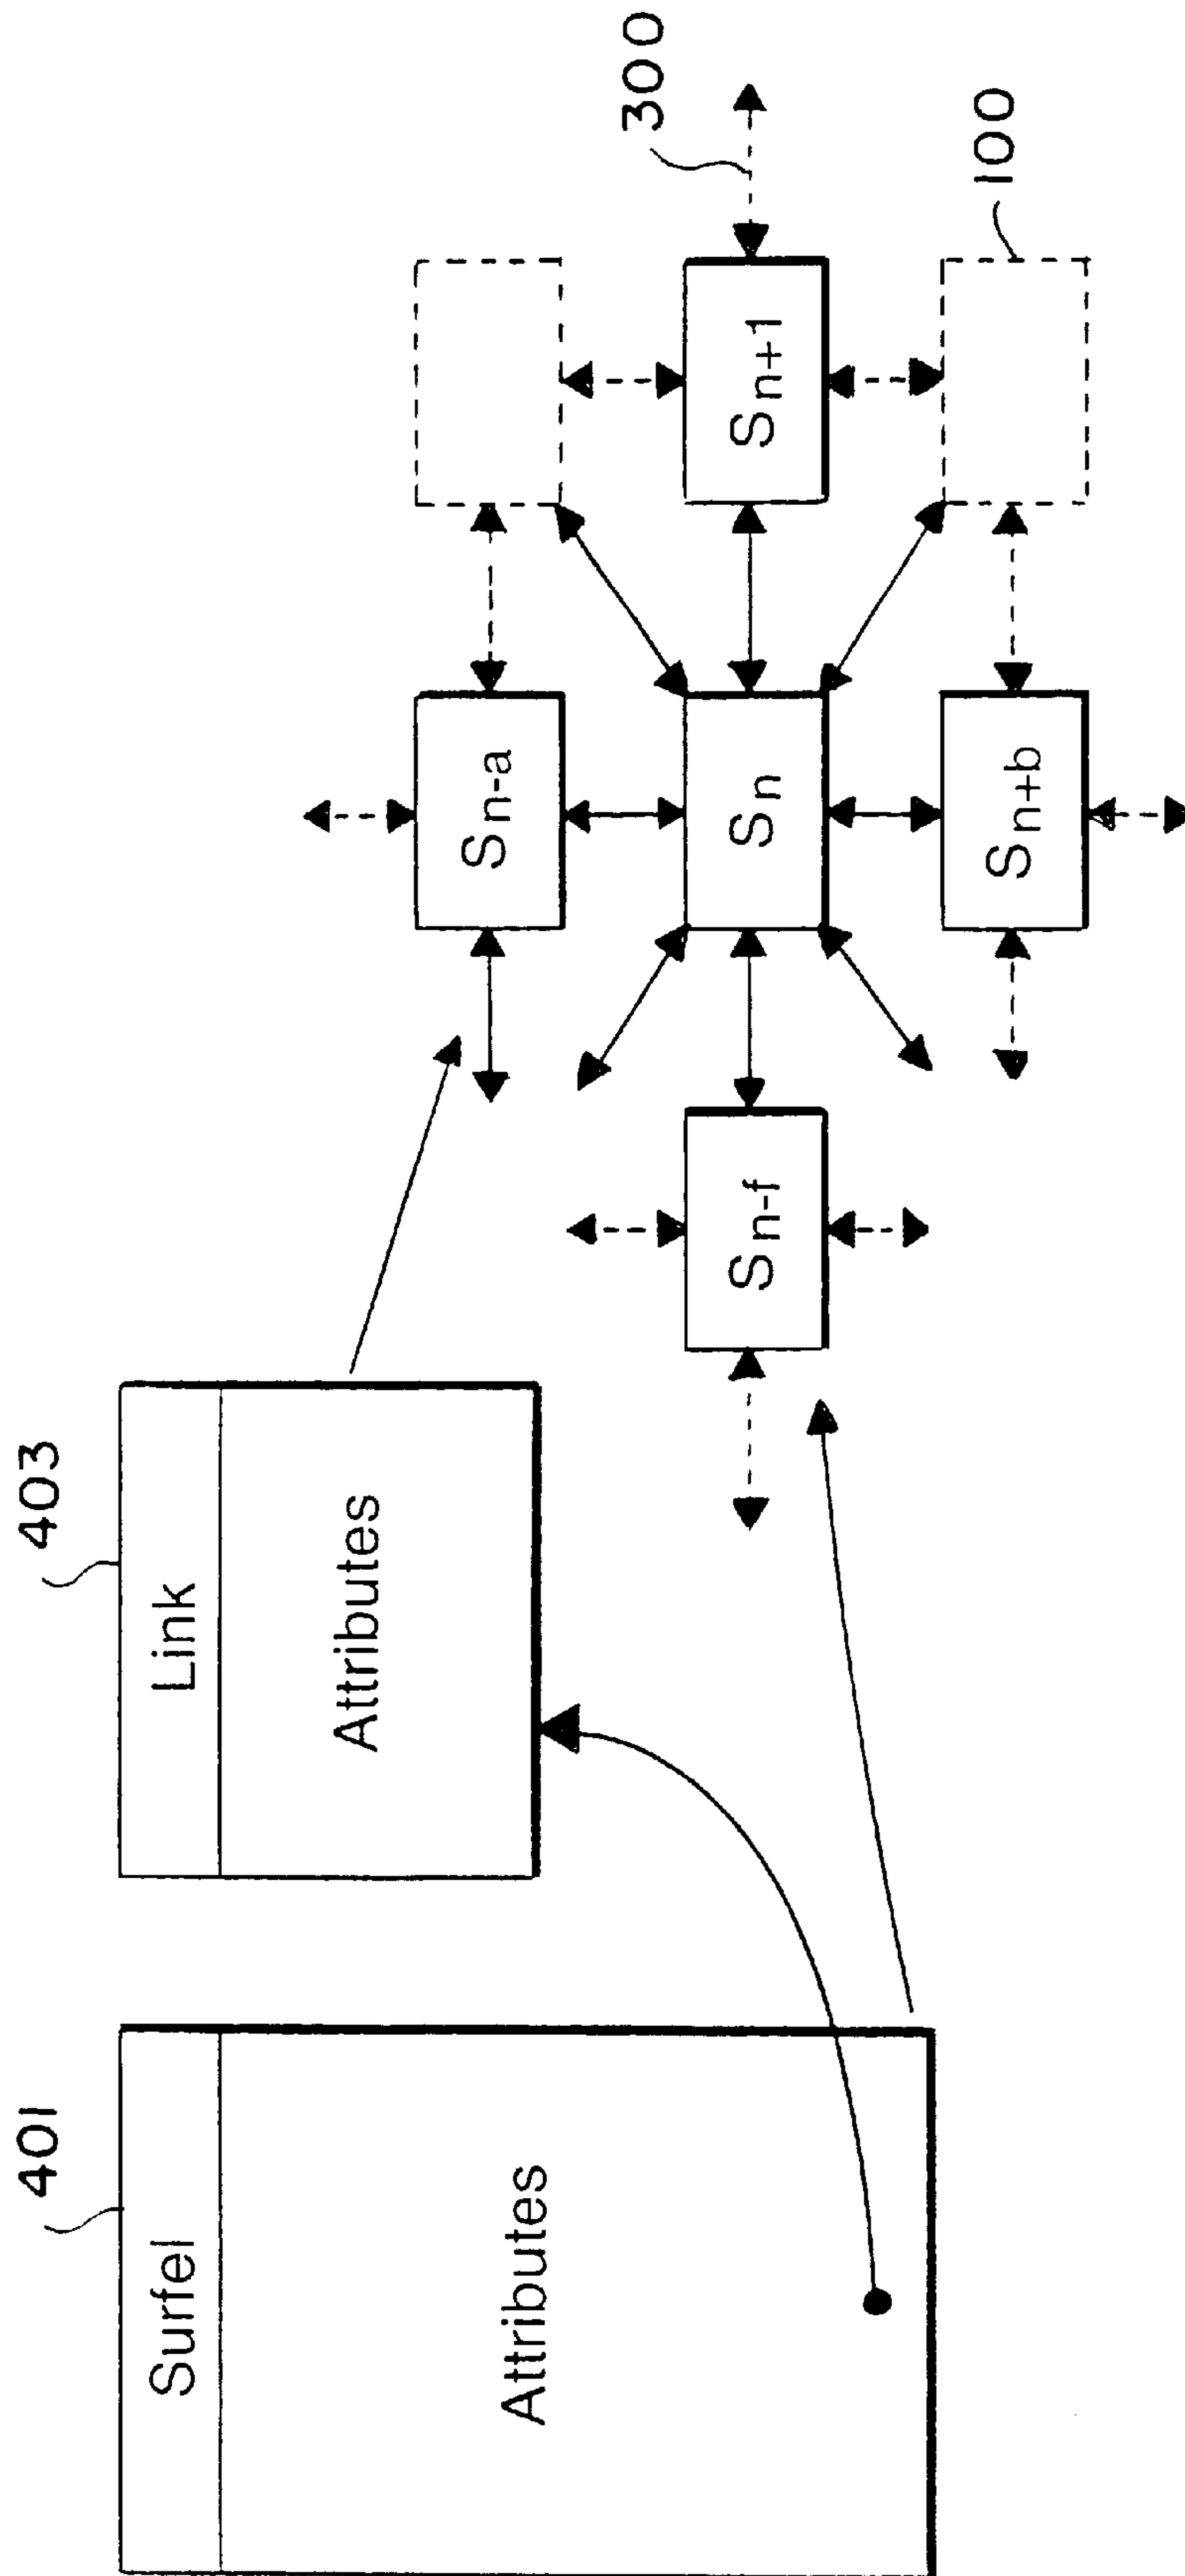 401
Surfel
Attributes
403
Link
Attributes
Sn-a
Sn-f
Sn
Sn+1
Sn+b
300
100